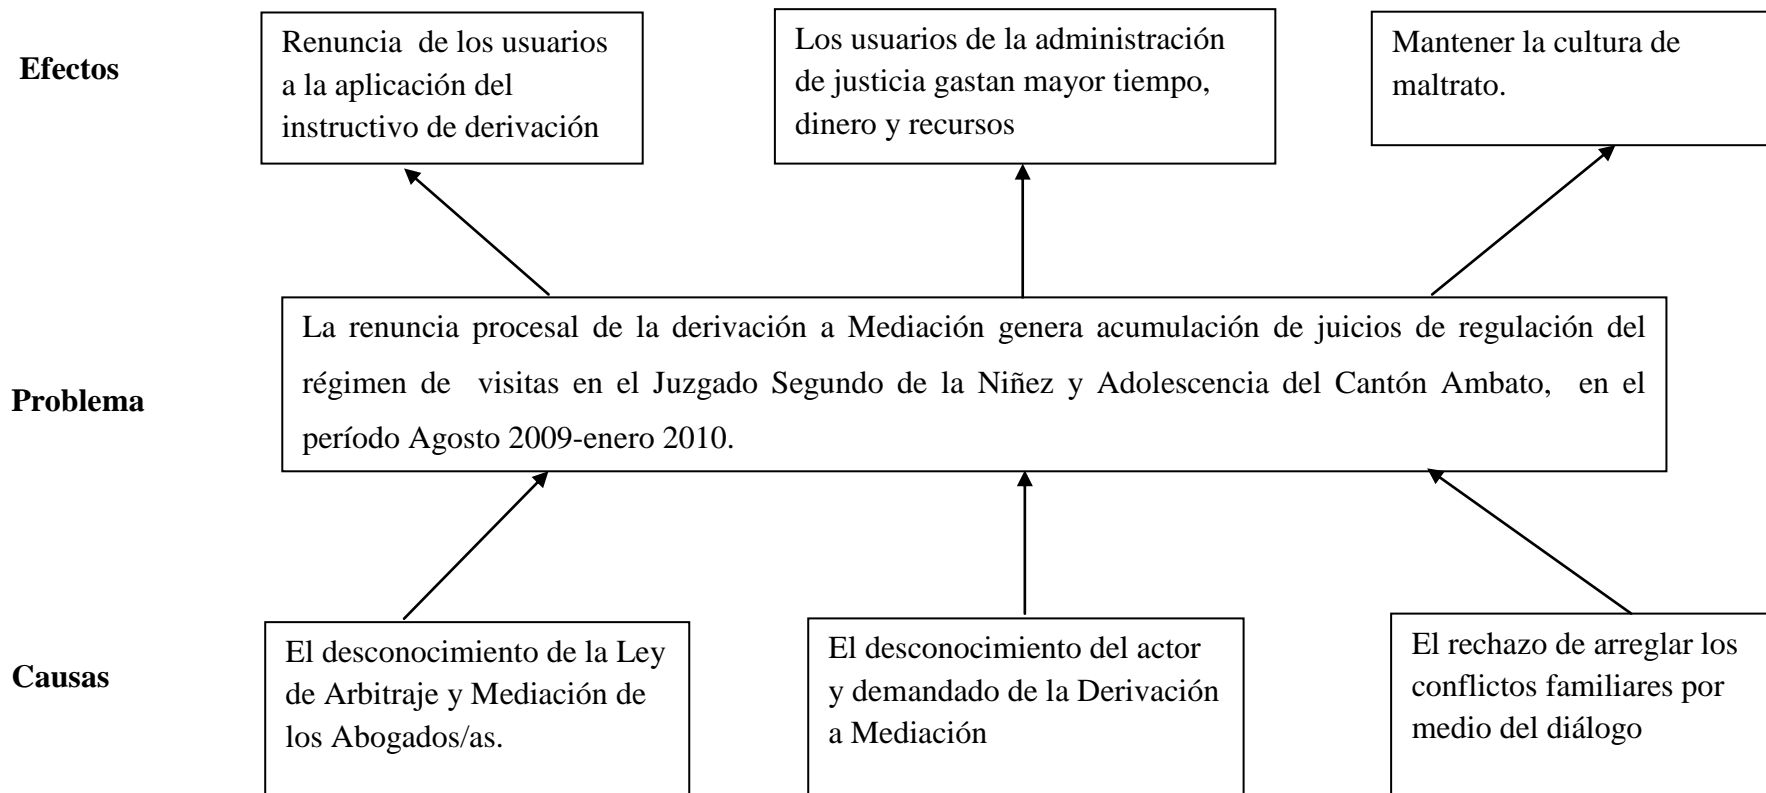 Efectos
Renuncia de los usuarios
a la aplicación del
instructivo de derivación
Los usuarios de la administración
de justicia gastan mayor tiempo,
dinero y recursos
Mantener la cultura de
maltrato.
Problema
La renuncia procesal de la derivación a Mediación genera acumulación de juicios de regulación del
régimen de visitas en el Juzgado Segundo de la Niñez y Adolescencia del Cantón Ambato, en el
período Agosto 2009-enero 2010.
Causas
El desconocimiento de la Ley
de Arbitraje y Mediación de
los Abogados/as.
El desconocimiento del actor
y demandado de la Derivación
a Mediación
El rechazo de arreglar los
conflictos familiares por
medio del diálogo